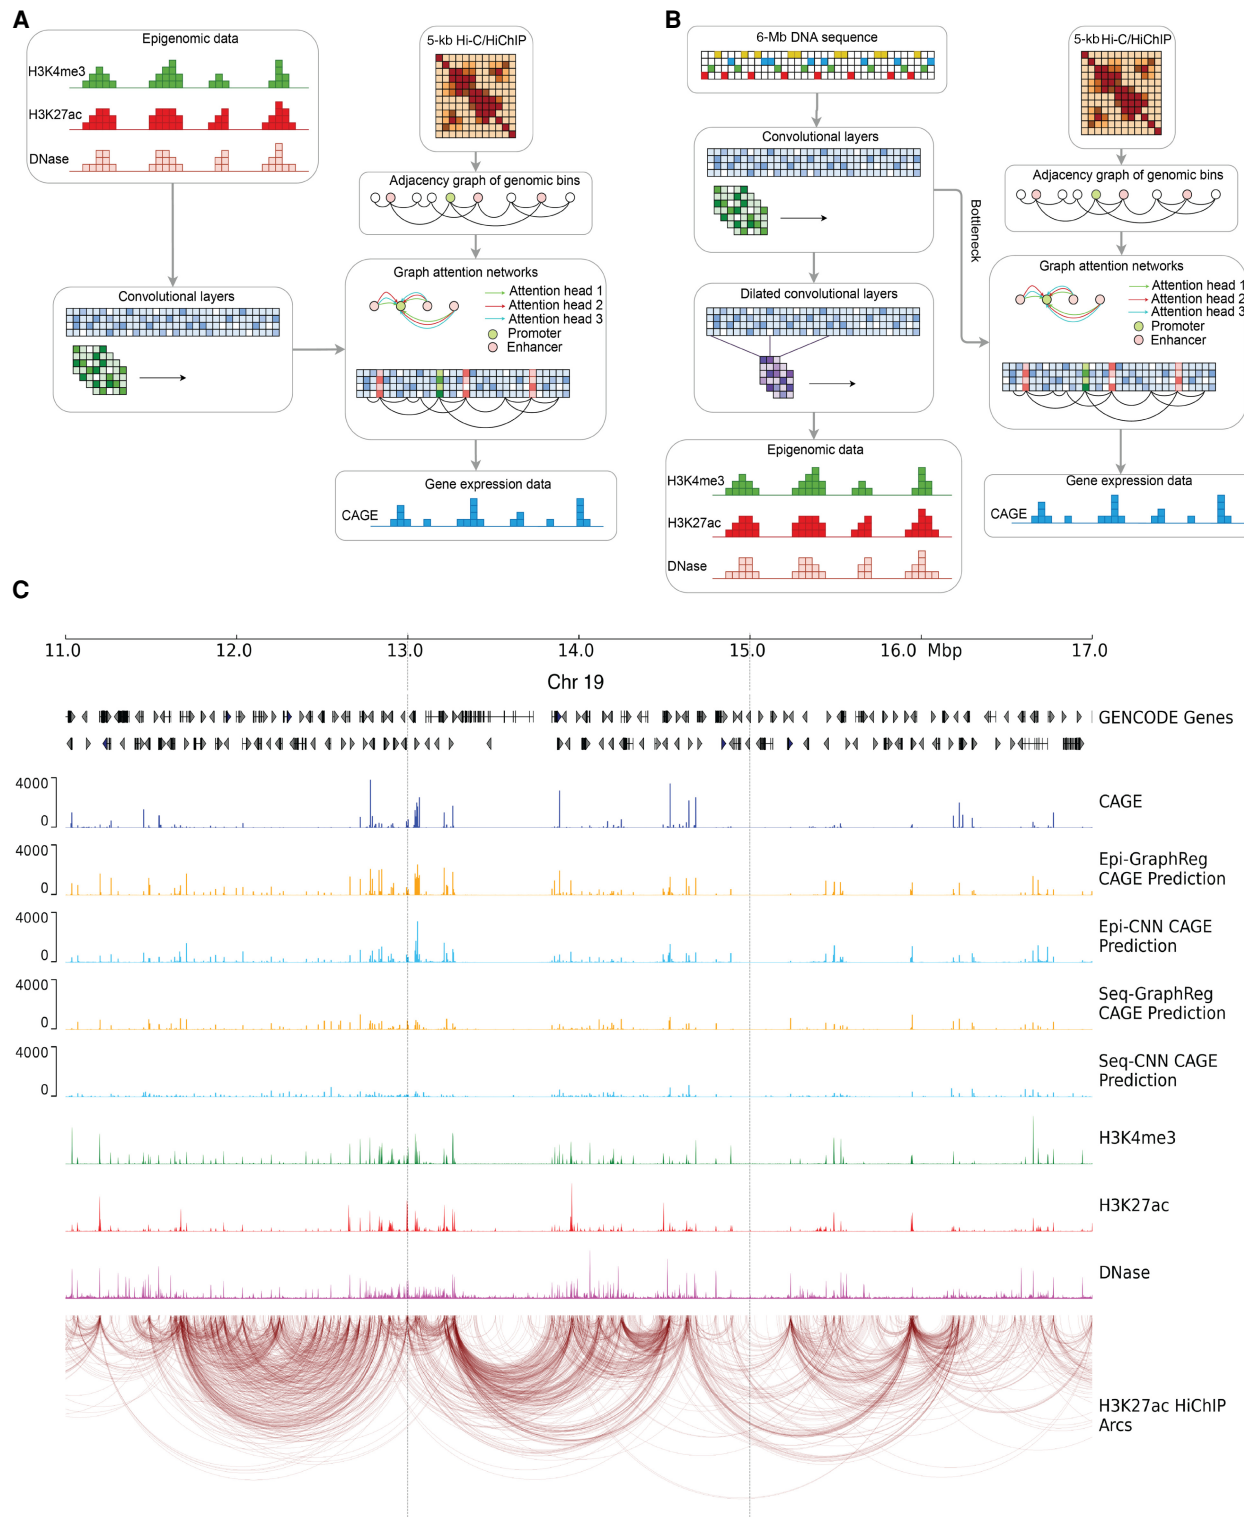 A
Epigenomic data
H3K4me3
H3K27ac
DNase
5-kb Hi-C/HiChIP
Adjacency graph of genomic bins
Graph attention networks
Attention head 1
Attention head 2
Attention head 3
Promoter
Enhancer
Convolutional layers
Gene expression data
CAGE
B
6-Mb DNA sequence
Convolutional layers
Bottleneck
Dilated convolutional layers
Epigenomic data
H3K4me3
H3K27ac
DNase
5-kb Hi-C/HiChIP
Adjacency graph of genomic bins
Graph attention networks
Attention head 1
Attention head 2
Attention head 3
Promoter
Enhancer
Gene expression data
CAGE
C
11.0 12.0 13.0 14.0 15.0 16.0 Mbp 17.0
Chr 19
GENCODE Genes
4000
0
CAGE
4000
0
Epi-GraphReg
CAGE Prediction
4000
0
Epi-CNN CAGE
Prediction
4000
0
Seq-GraphReg
CAGE Prediction
4000
0
Seq-CNN CAGE
Prediction
H3K4me3
H3K27ac
DNase
H3K27ac HiChIP
Arcs